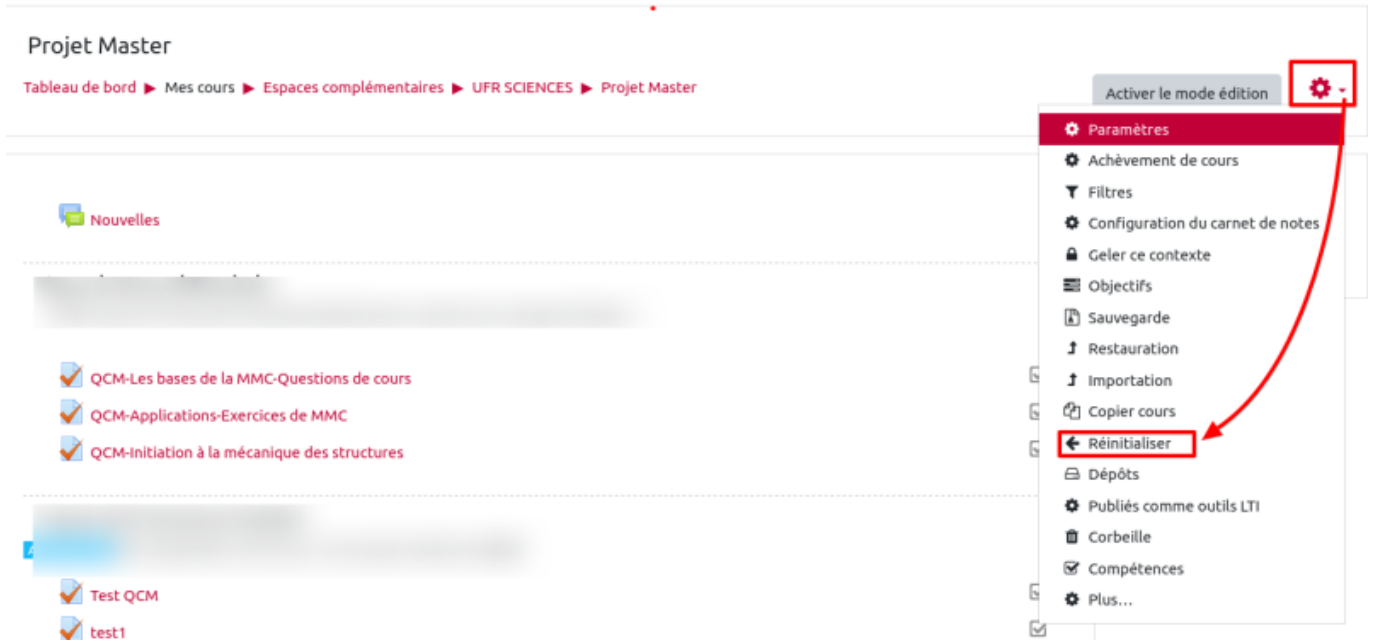 Projet Master
Tableau de bord ▶ Mes cours ▶ Espaces complémentaires ▶ UFR SCIENCES ▶ Projet Master
Activer le mode édition
Paramètres
Achèvement de cours
Filtres
Configuration du carnet de notes
Geler ce contexte
Objectifs
Sauvegarde
Restauration
Importation
Copier cours
Réinitialiser
Dépôts
Publiés comme outils LTI
Corbeille
Compétences
Plus...
Nouvelles
QCM-Les bases de la MMC-Questions de cours
QCM-Applications-Exercices de MMC
QCM-Initiation à la mécanique des structures
Test QCM
test1